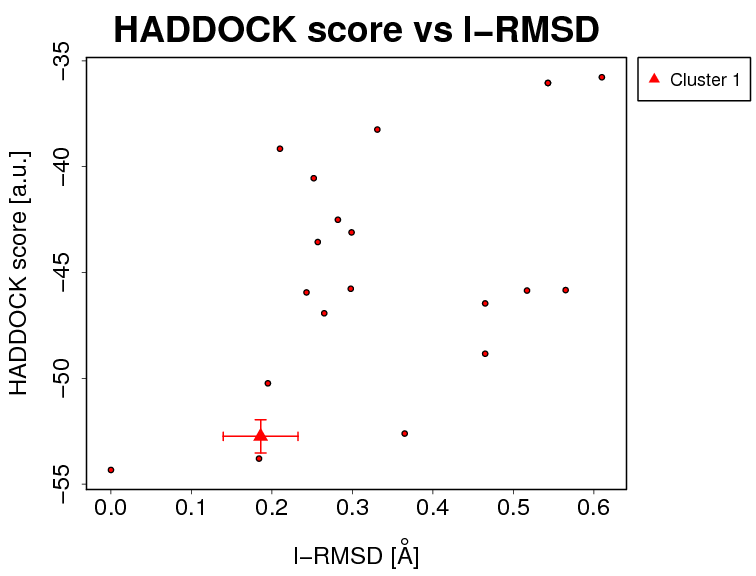 HADDOCK score vs l−RMSD
Cluster 1
HADDOCK score [a.u.]
−35
−40
−45
−50
−55
0.0 0.1 0.2 0.3 0.4 0.5 0.6
l−RMSD [Å]